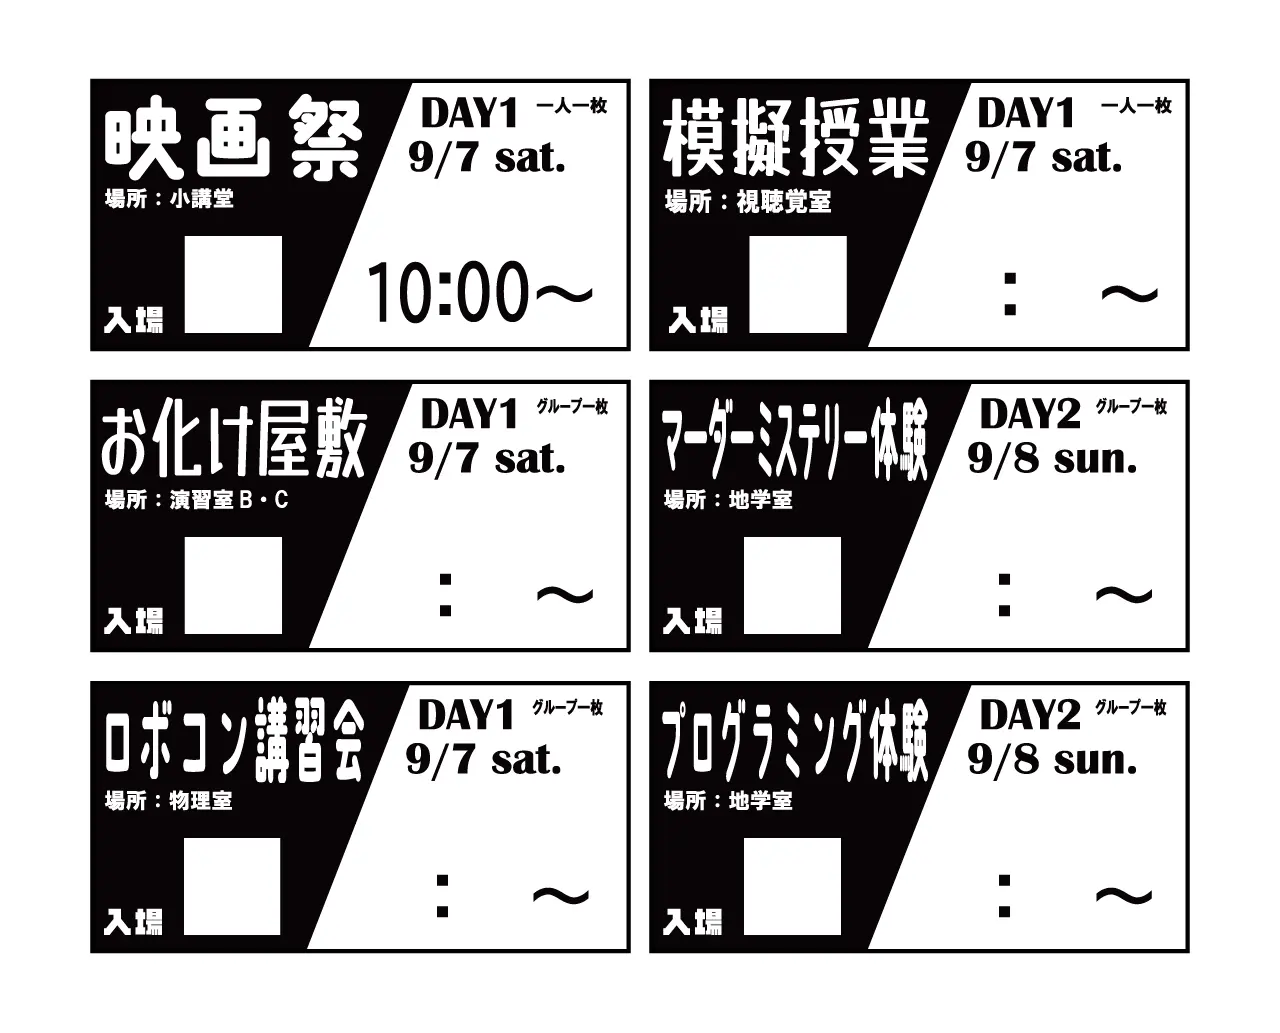 映画祭
DAY1 一人一枚
9/7 sat.
場所：小講堂
10:00～
入場
模擬授業
DAY1 一人一枚
9/7 sat.
場所：視聴覚室
: ～
入場
お化け屋敷
DAY1 グループ一枚
9/7 sat.
場所：演習室B・C
: ～
入場
マーダーミステリー体験
DAY2 グループ一枚
9/8 sun.
場所：地学室
: ～
入場
ロボコン講習会
DAY1 グループ一枚
9/7 sat.
場所：物理室
: ～
入場
プログラミング体験
DAY2 グループ一枚
9/8 sun.
場所：地学室
: ～
入場